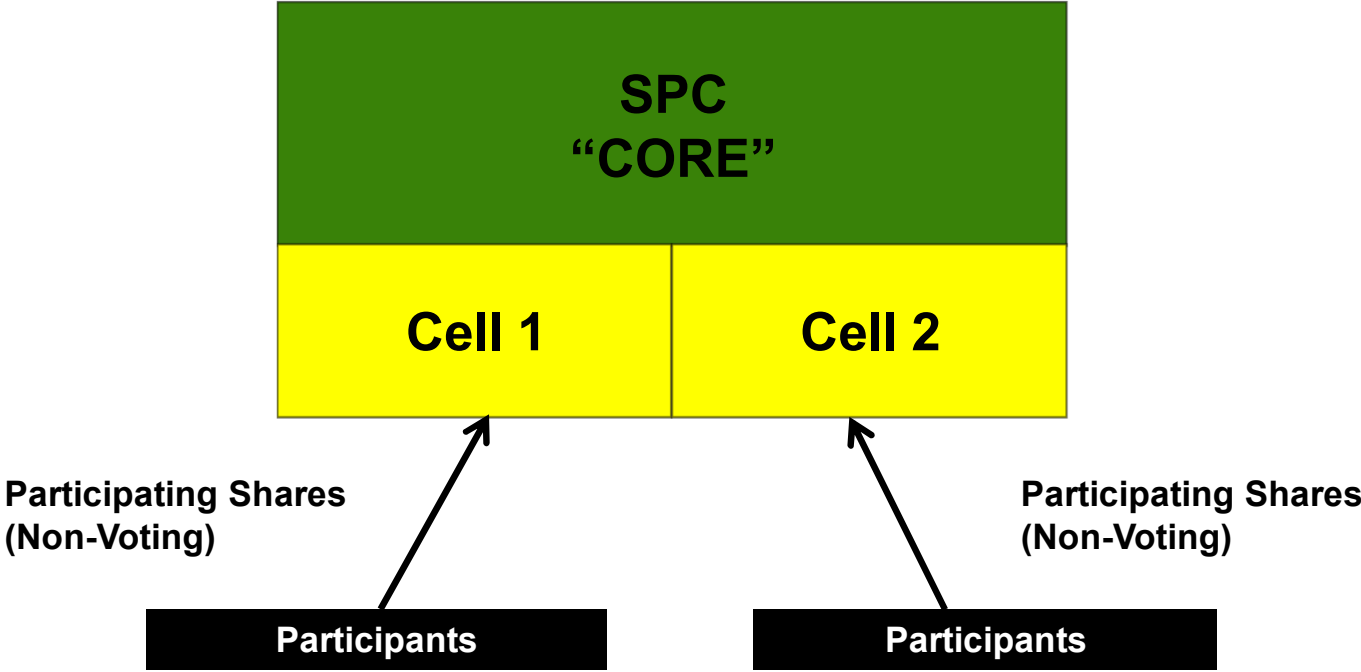 SPC
“CORE”
Cell 1
Cell 2
Participating Shares
(Non-Voting)
Participating Shares
(Non-Voting)
Participants
Participants